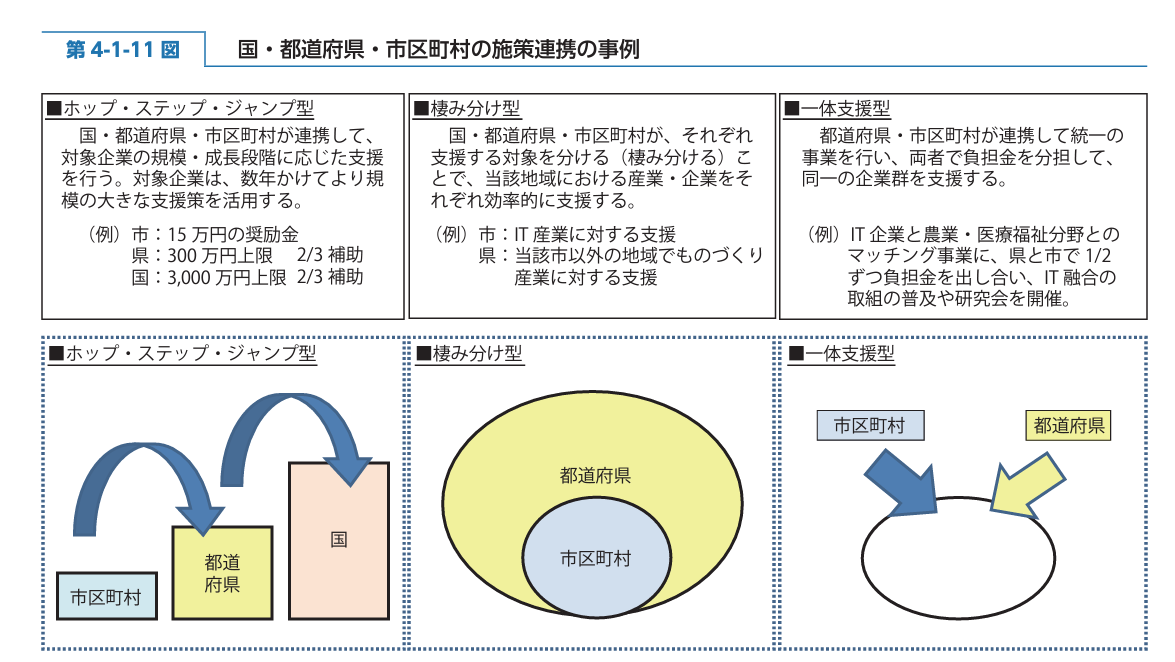 第 4-1-11 図
国・都道府県・市区町村の施策連携の事例
■ホップ・ステップ・ジャンプ型
国・都道府県・市区町村が連携して、
対象企業の規模・成長段階に応じた支援
を行う。対象企業は、数年かけてより規
模の大きな支援策を活用する。
（例）市：15 万円の奨励金
県：300 万円上限 2/3 補助
国：3,000 万円上限 2/3 補助
■棲み分け型
国・都道府県・市区町村が、それぞれ
支援する対象を分ける（棲み分ける）こ
とで、当該地域における産業・企業をそ
れぞれ効率的に支援する。
（例）市：IT 産業に対する支援
県：当該市以外の地域でものづくり
産業に対する支援
■一体支援型
都道府県・市区町村が連携して統一の
事業を行い、両者で負担金を分担して、
同一の企業群を支援する。
（例）IT 企業と農業・医療福祉分野との
マッチング事業に、県と市で 1/2
ずつ負担金を出し合い、IT 融合の
取組の普及や研究会を開催。
■ホップ・ステップ・ジャンプ型
市区町村
都道
府県
国
■棲み分け型
都道府県
市区町村
■一体支援型
市区町村
都道府県